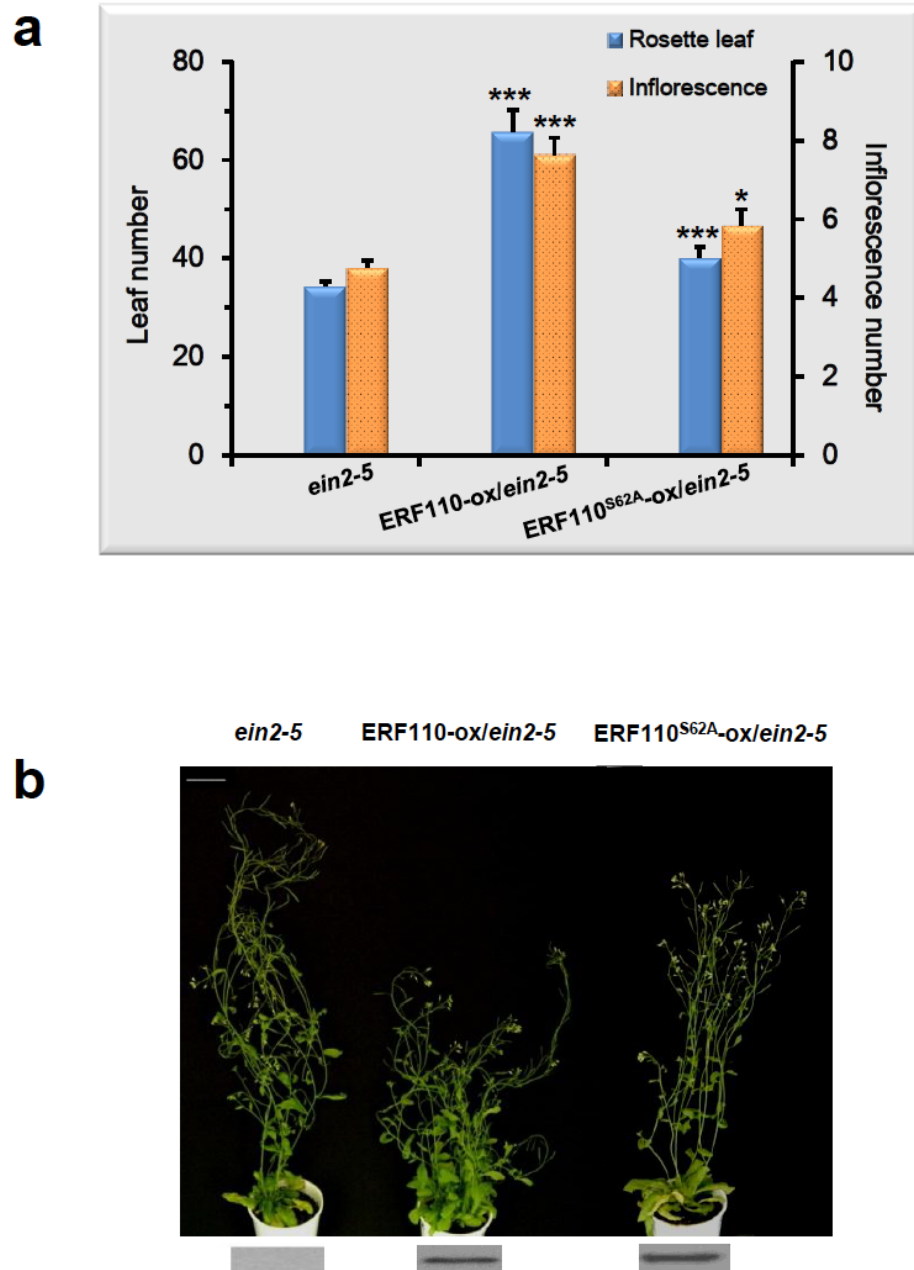 a
Rosette leaf
Inflorescence
80
60
40
20
0
Leaf number
10
8
6
4
2
0
Inflorescence number
***
***
***
*
ein2-5
ERF110-ox/ein2-5
ERF110S62A-ox/ein2-5
b
ein2-5 ERF110-ox/ein2-5 ERF110S62A-ox/ein2-5